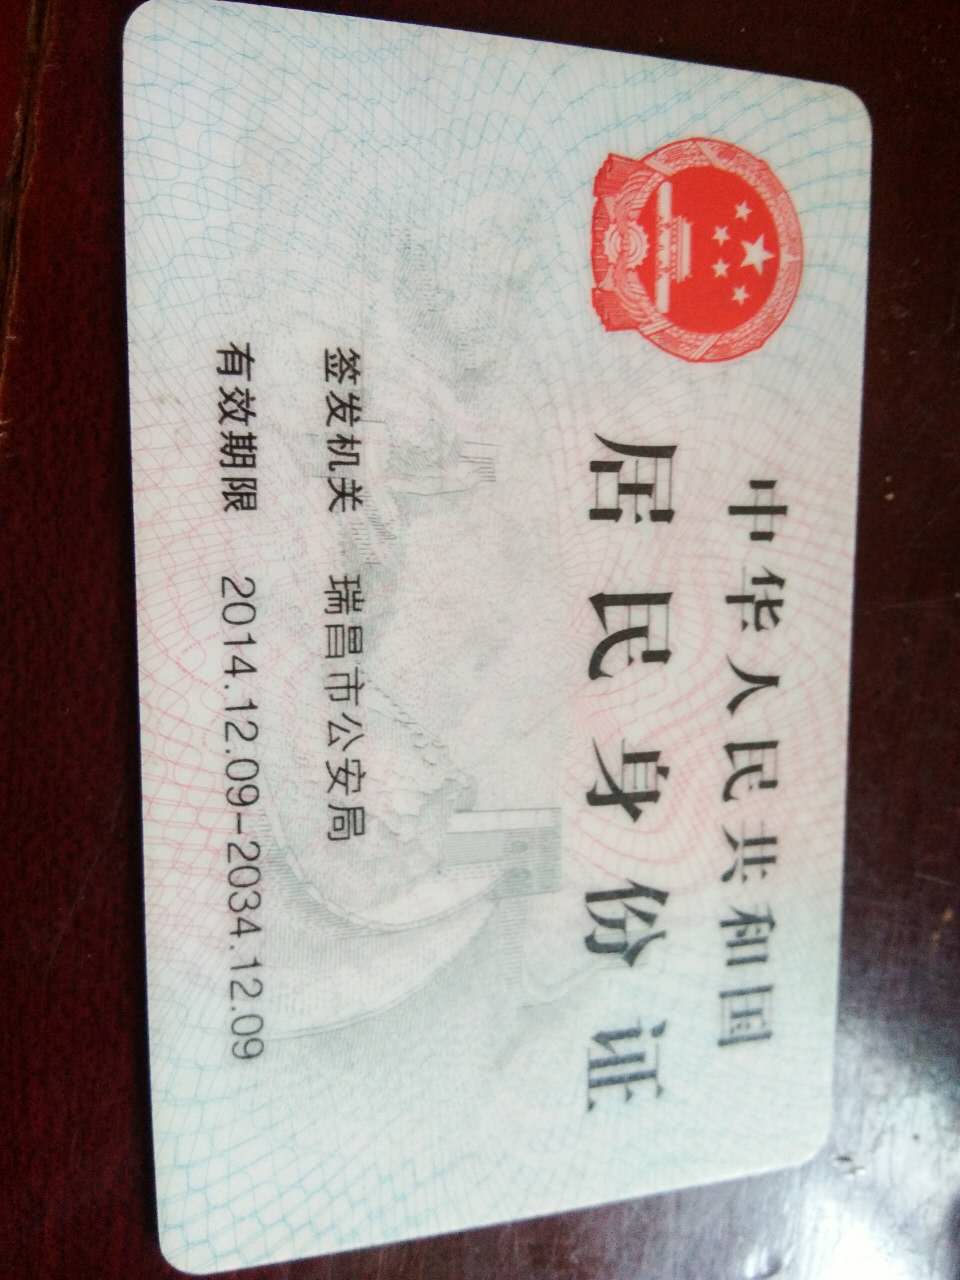 中华人民共和国
居民身份证
签发机关 瑞昌市公安局
有效期限 2014.12.09-2034.12.09